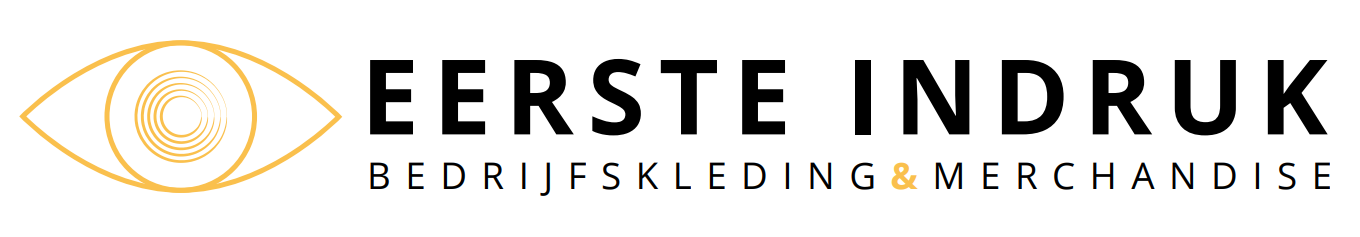 EERSTE INDRUK
BEDRIJFSKLEDING&MERCHANDISE